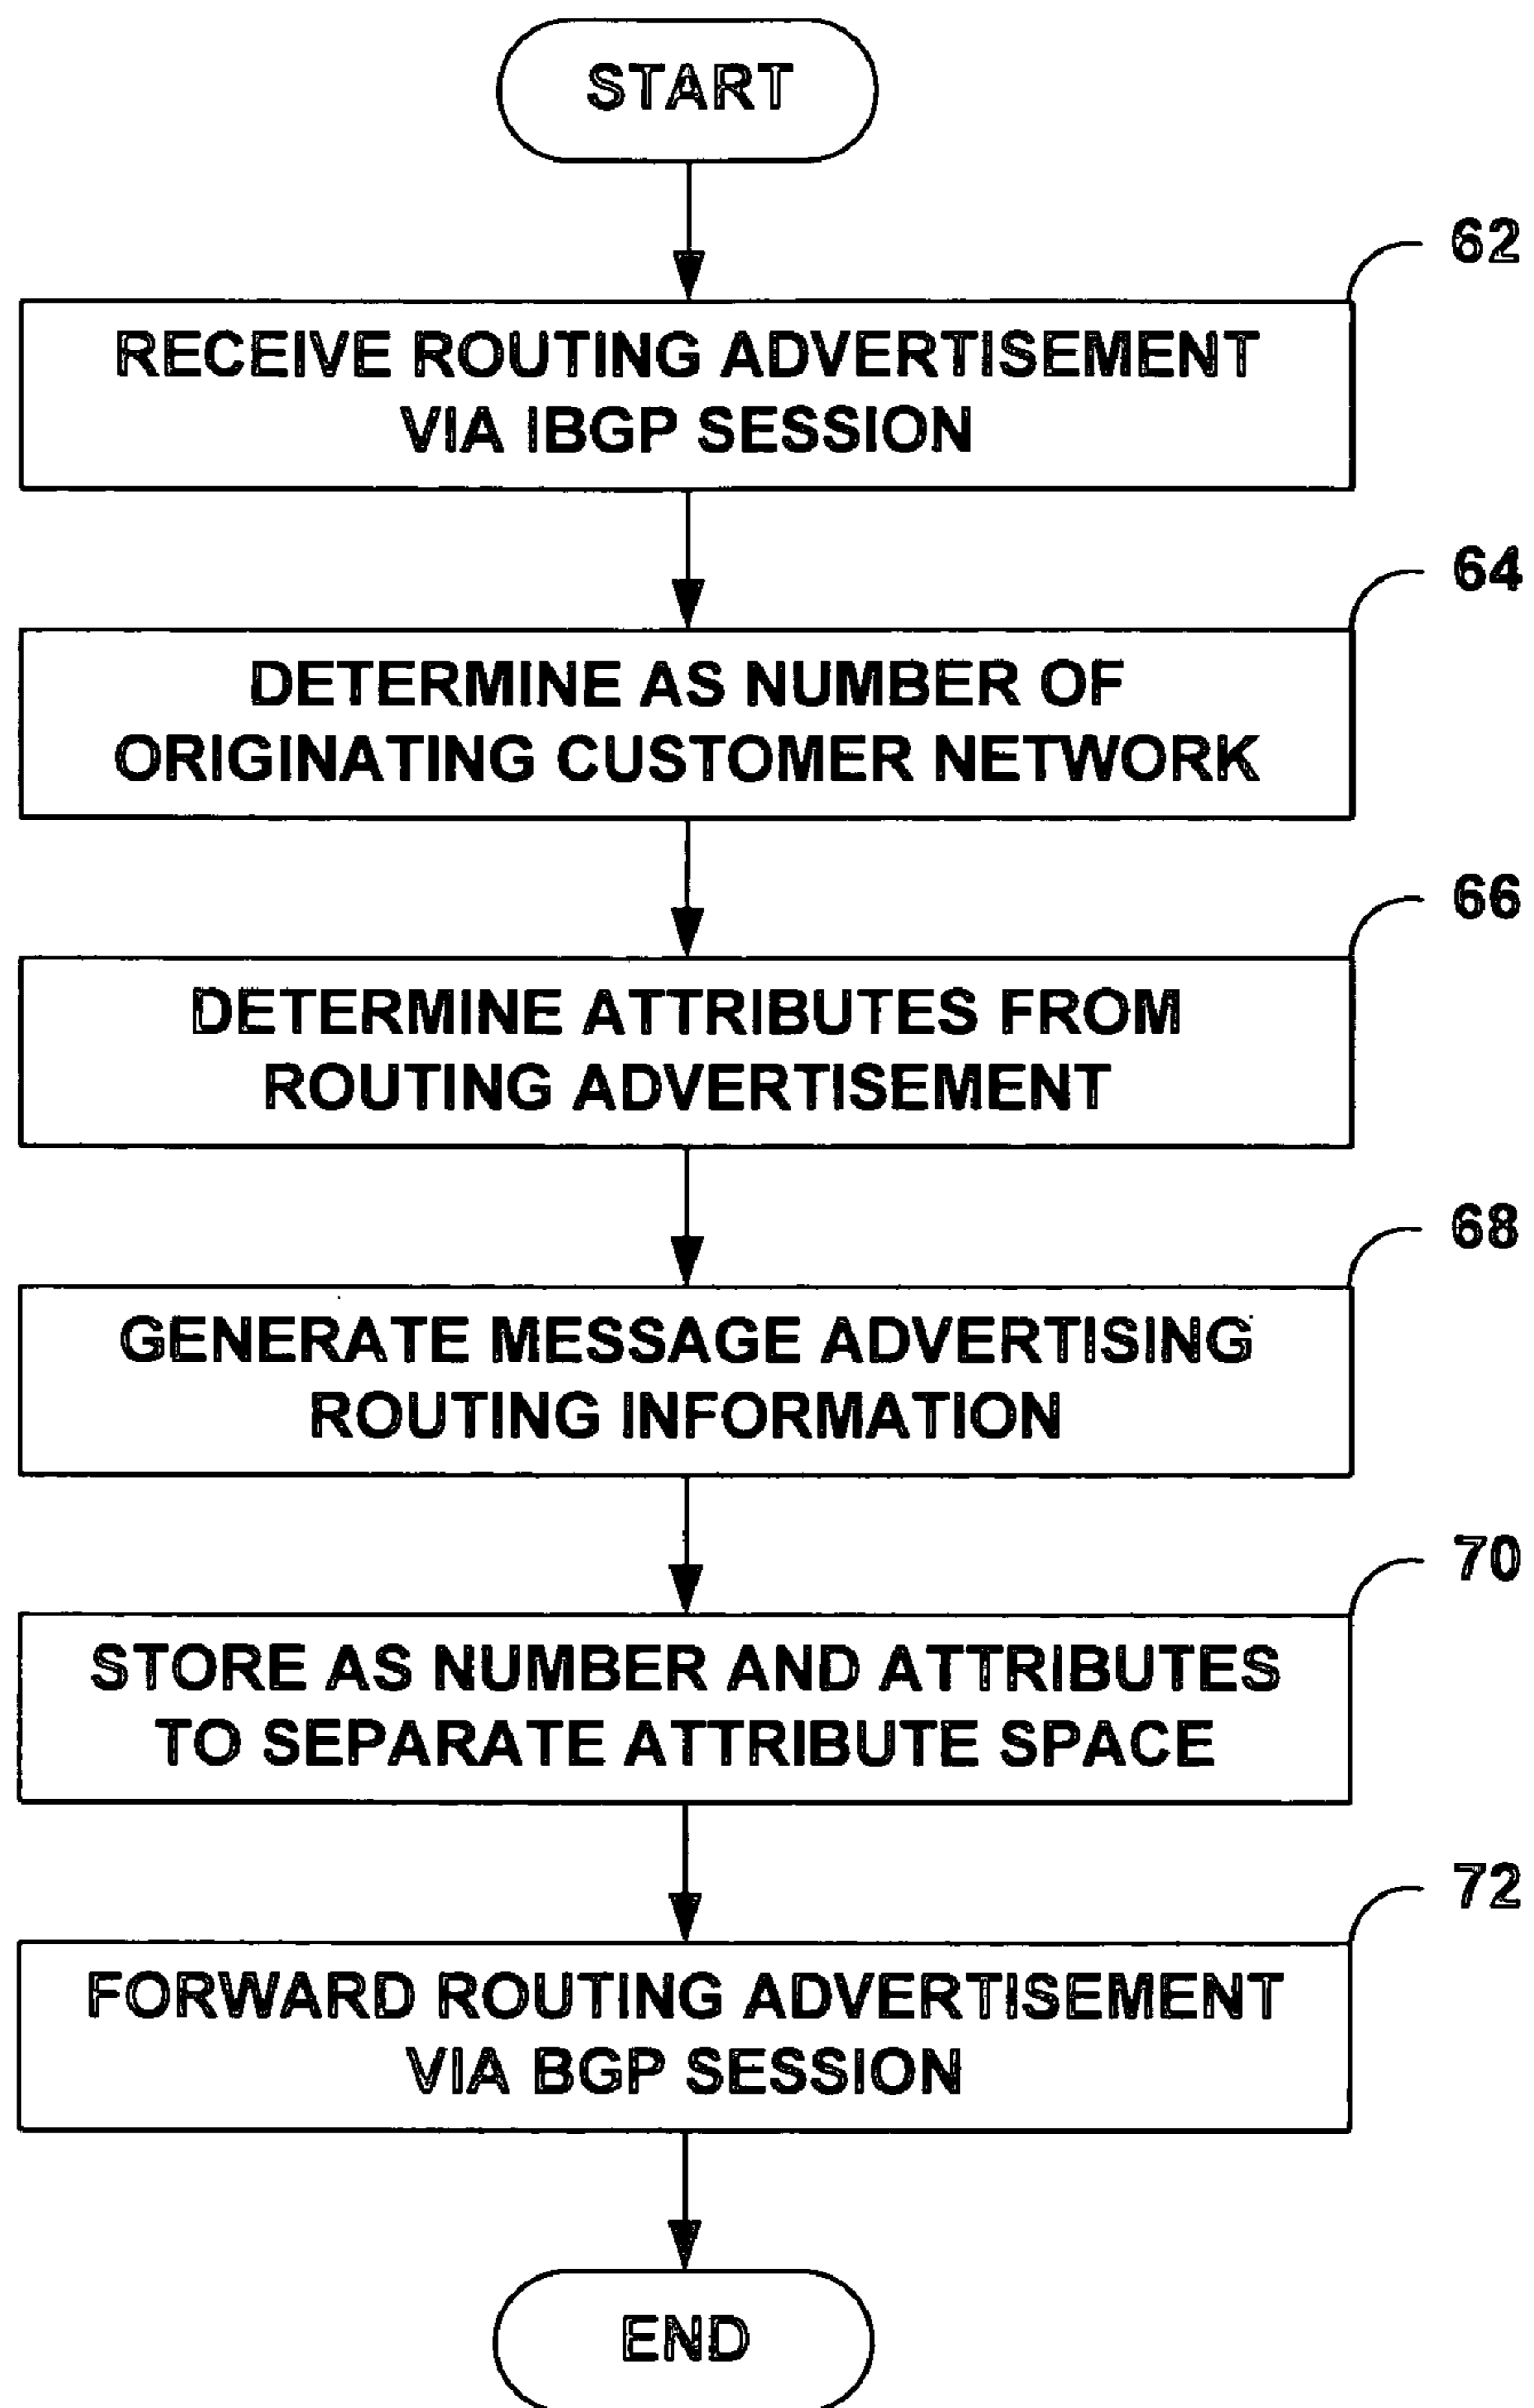 START
62
RECEIVE ROUTING ADVERTISEMENT
VIA IBGP SESSION
64
DETERMINE AS NUMBER OF
ORIGINATING CUSTOMER NETWORK
66
DETERMINE ATTRIBUTES FROM
ROUTING ADVERTISEMENT
68
GENERATE MESSAGE ADVERTISING
ROUTING INFORMATION
70
STORE AS NUMBER AND ATTRIBUTES
TO SEPARATE ATTRIBUTE SPACE
72
FORWARD ROUTING ADVERTISEMENT
VIA BGP SESSION
END